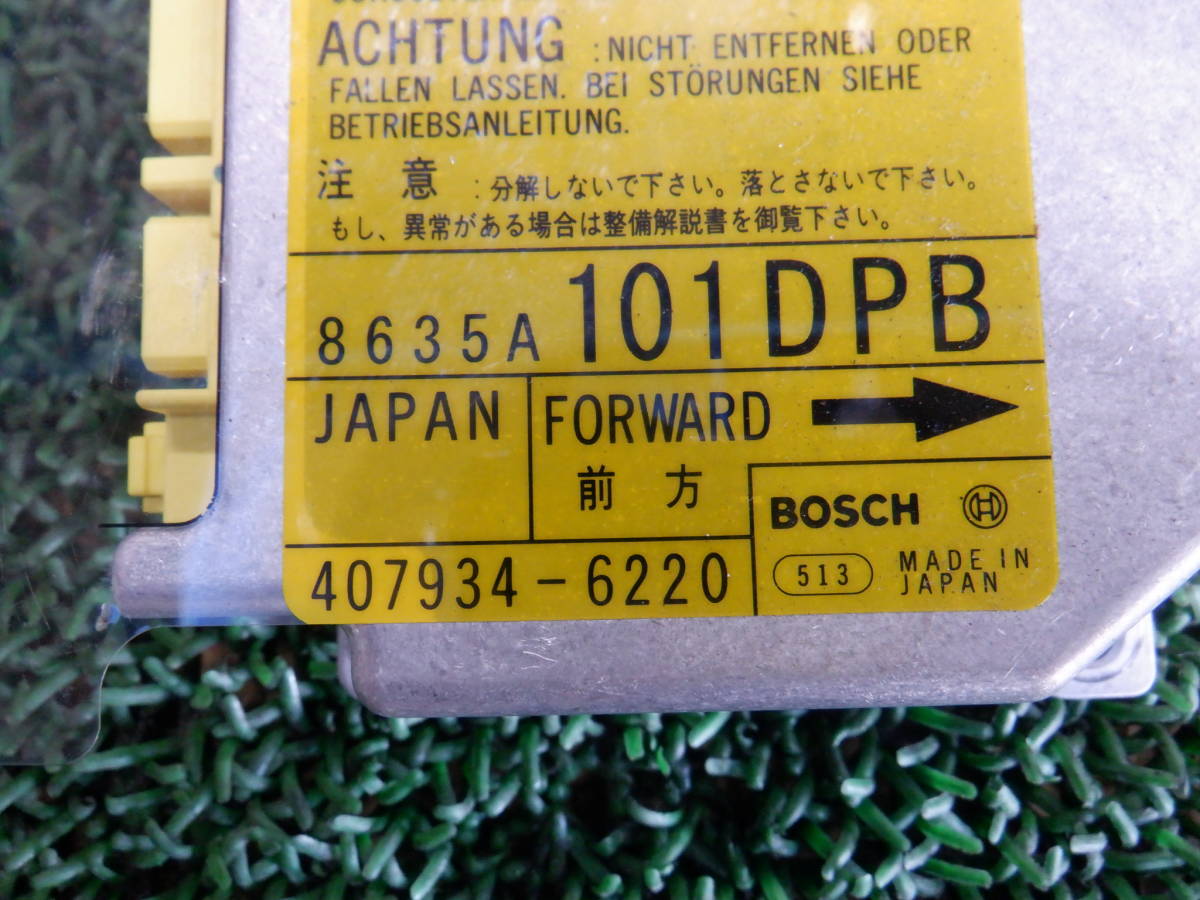 ACHTUNG :NICHT ENTFERNEN ODER
FALLEN LASSEN. BEI STÖRUNGEN SIEHE
BETRIEBSANLEITUNG.
注 意 :分解しないで下さい。落とさないで下さい。
もし、異常がある場合は整備解説書を御覧下さい。
8635A 101DPB
JAPAN
FORWARD
前 方
BOSCH
407934-6220
513
MADE IN
JAPAN